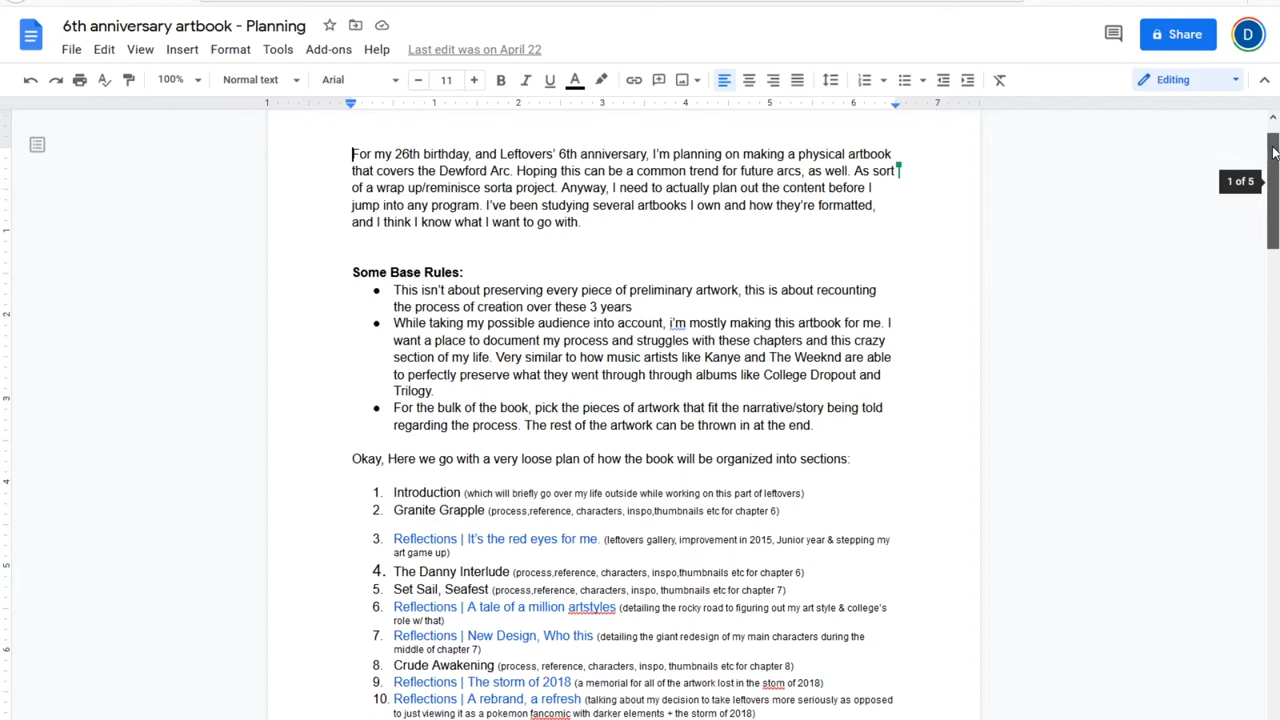 6th anniversary artbook - Planning
File Edit View Insert Format Tools Add-ons Help Last edit was on April 22
Share
D
100% Normal text Arial - 11 + B I U A Editing
1 1 2 3 4 5 6 7
For my 26th birthday, and Leftovers' 6th anniversary, I'm planning on making a physical artbook
that covers the Dewford Arc. Hoping this can be a common trend for future arcs, as well. As sort
of a wrap up/reminisce sorta project. Anyway, I need to actually plan out the content before I
jump into any program. I've been studying several artbooks I own and how they're formatted,
and I think I know what I want to go with.
1 of 5
Some Base Rules:
● This isn't about preserving every piece of preliminary artwork, this is about recounting
the process of creation over these 3 years
● While taking my possible audience into account, i'm mostly making this artbook for me. I
want a place to document my process and struggles with these chapters and this crazy
section of my life. Very similar to how music artists like Kanye and The Weeknd are able
to perfectly preserve what they went through through albums like College Dropout and
Trilogy.
● For the bulk of the book, pick the pieces of artwork that fit the narrative/story being told
regarding the process. The rest of the artwork can be thrown in at the end.
Okay, Here we go with a very loose plan of how the book will be organized into sections:
1. Introduction (which will briefly go over my life outside while working on this part of leftovers)
2. Granite Grapple (process,reference, characters, inspo,thumbnails etc for chapter 6)
3. Reflections | It's the red eyes for me. (leftovers gallery, improvement in 2015, Junior year & stepping my
art game up)
4. The Danny Interlude (process,reference, characters, inspo,thumbnails etc for chapter 6)
5. Set Sail, Seafest (process,reference, characters, inspo, thumbnails etc for chapter 7)
6. Reflections | A tale of a million artstyles (detailing the rocky road to figuring out my art style & college's
role w/ that)
7. Reflections | New Design, Who this (detailing the giant redesign of my main characters during the
middle of chapter 7)
8. Crude Awakening (process, reference, characters, inspo, thumbnails etc for chapter 8)
9. Reflections | The storm of 2018 (a memorial for all of the artwork lost in the stom of 2018)
10. Reflections | A rebrand, a refresh (talking about my decision to take leftovers more seriously as opposed
to just viewing it as a pokemon fancomic with darker elements + the storm of 2018)
1
2
3
4
5
6